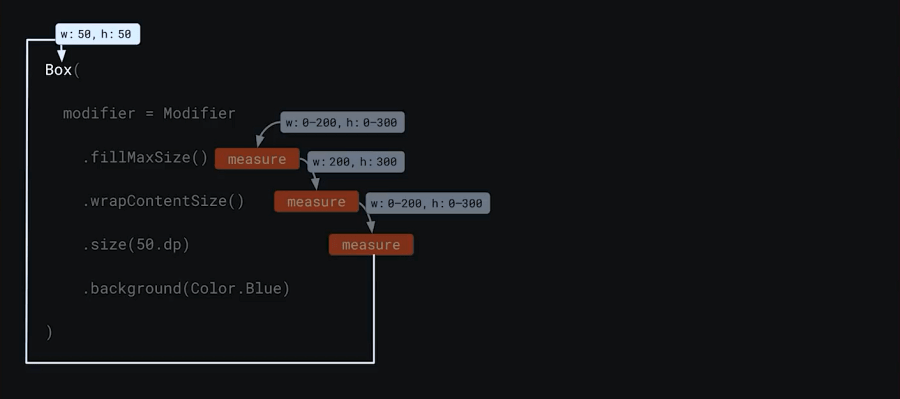 w: 50, h: 50
Box(
modifier = Modifier
w: 0–200, h: 0–300
.fillMaxSize() measure w: 200, h: 300
.wrapContentSize() measure w: 0–200, h: 0–300
.size(50.dp) measure
.background(Color.Blue)
)